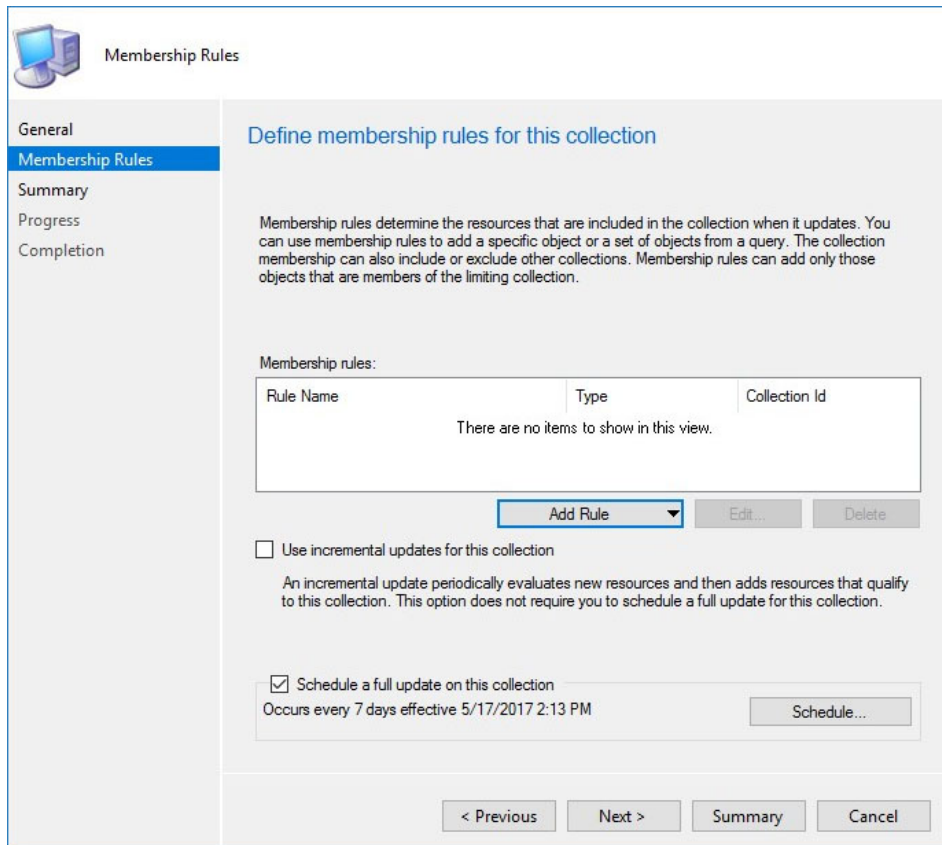 Membership Rules
General
Membership Rules
Summary
Progress
Completion
Define membership rules for this collection
Membership rules determine the resources that are included in the collection when it updates. You
can use membership rules to add a specific object or a set of objects from a query. The collection
membership can also include or exclude other collections. Membership rules can add only those
objects that are members of the limiting collection.
Membership rules:
Rule Name Type Collection Id
There are no items to show in this view.
Add Rule Edit... Delete
Use incremental updates for this collection
An incremental update periodically evaluates new resources and then adds resources that qualify
to this collection. This option does not require you to schedule a full update for this collection.
Schedule a full update on this collection
Occurs every 7 days effective 5/17/2017 2:13 PM
Schedule...
< Previous Next > Summary Cancel